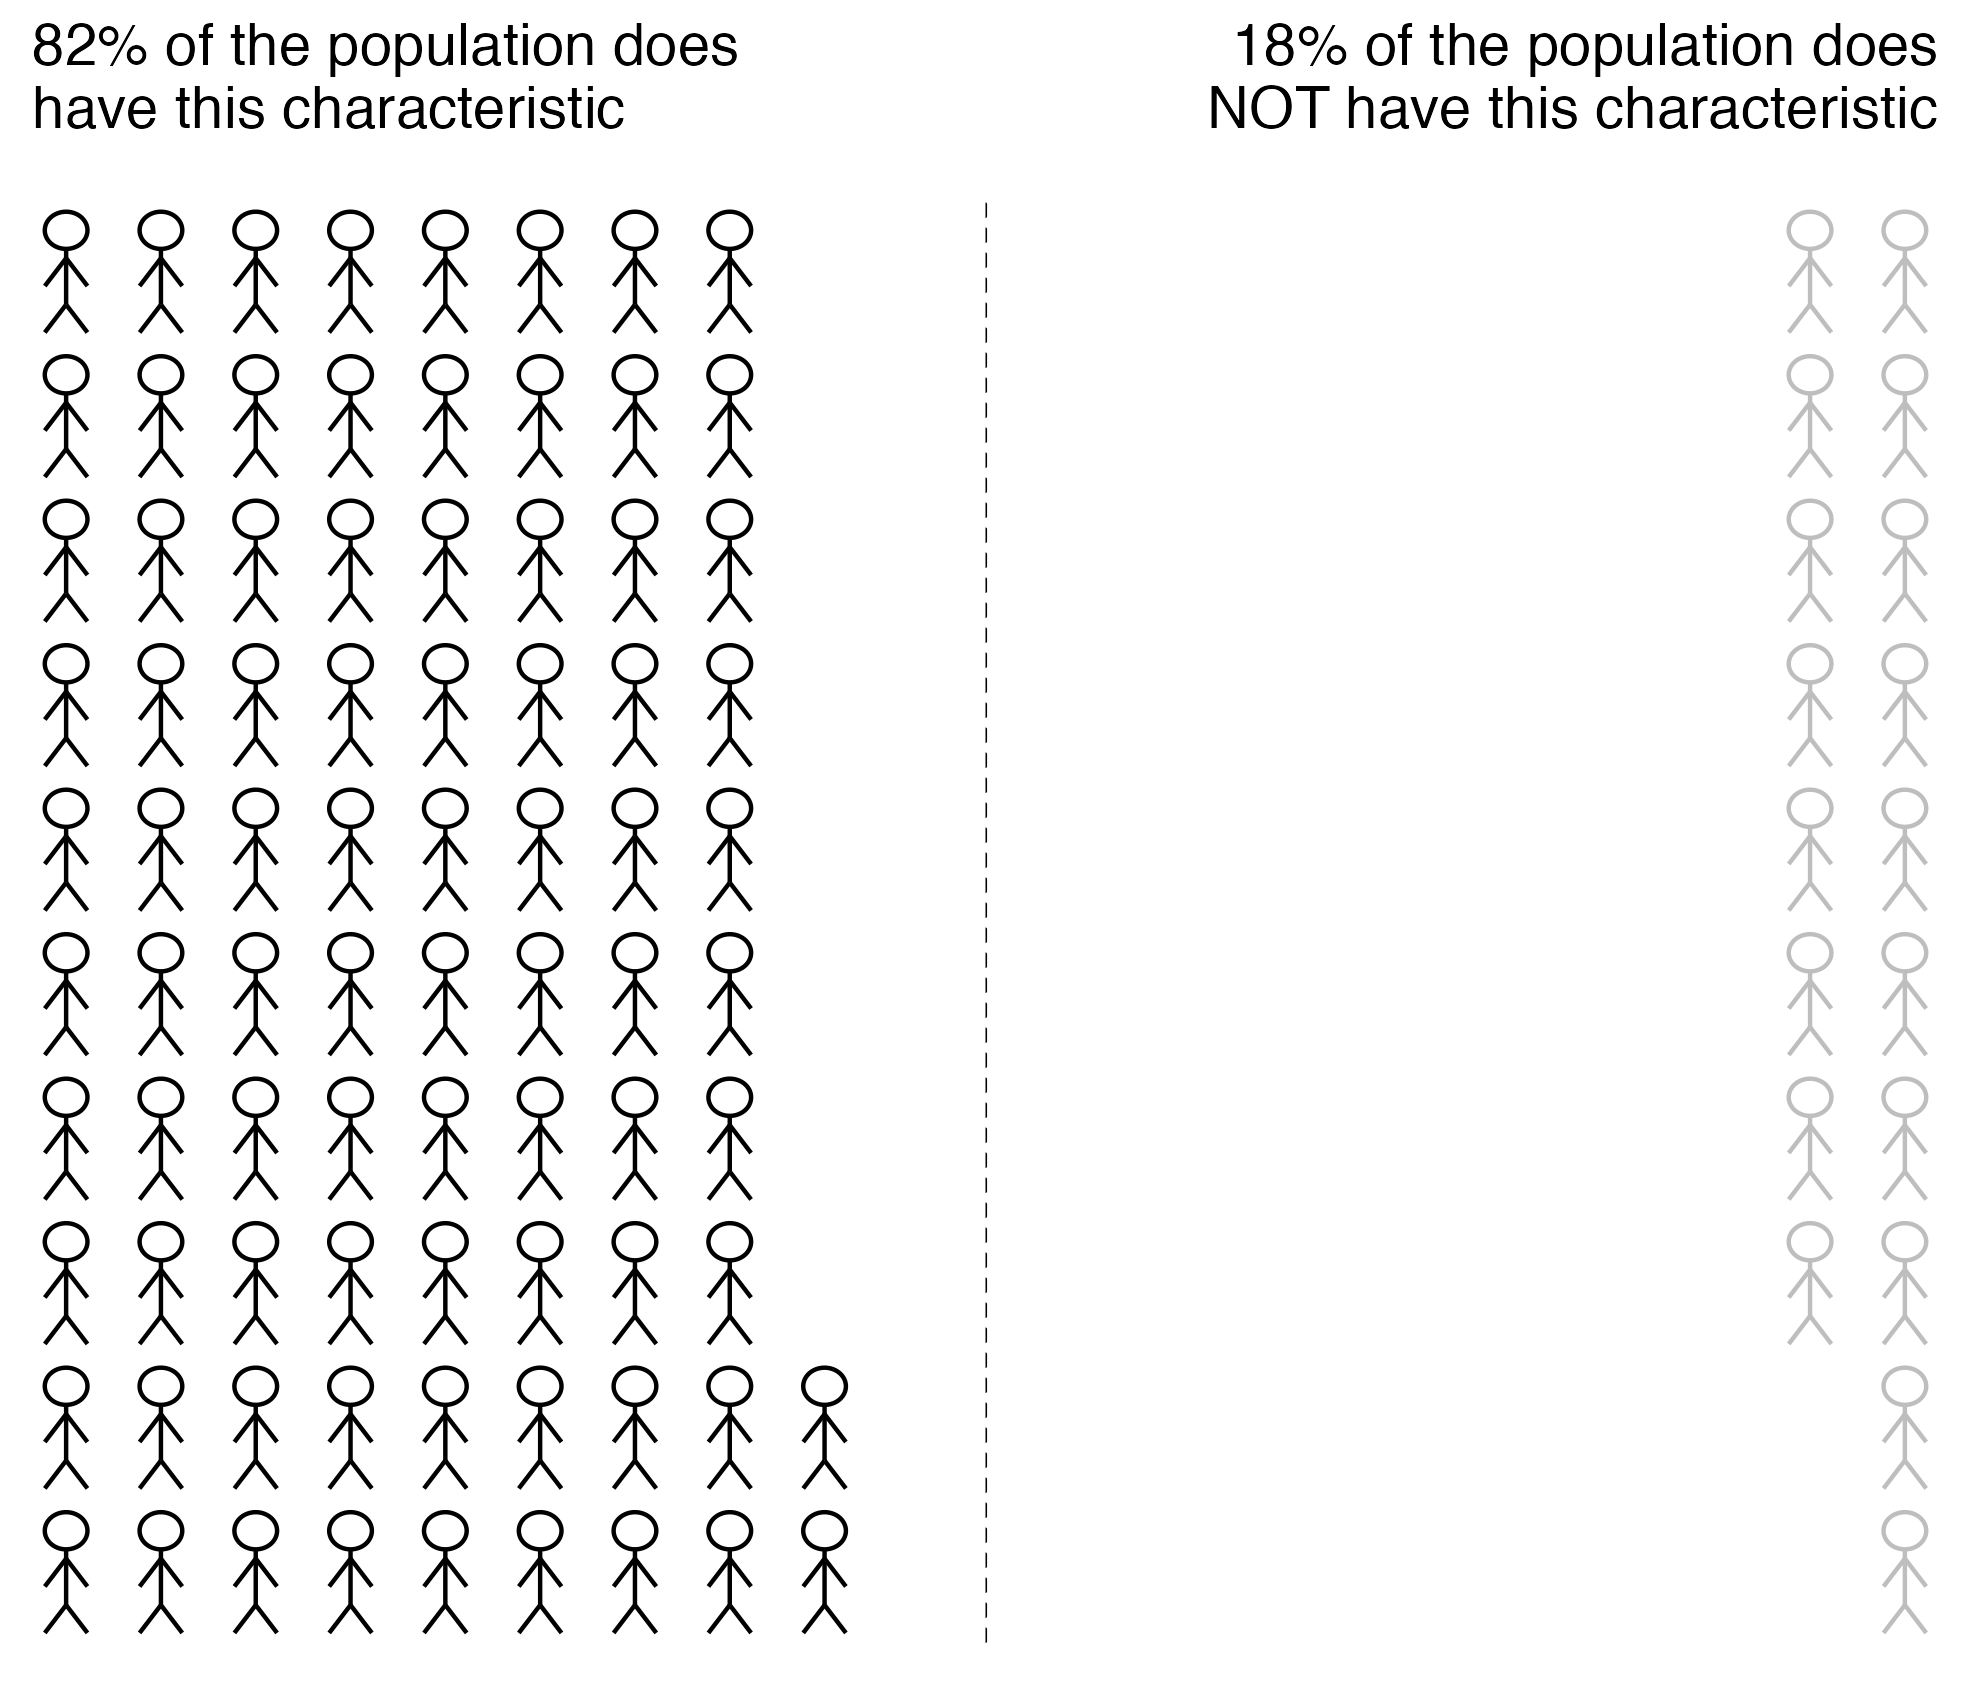 82% of the population does
have this characteristic
18% of the population does
NOT have this characteristic